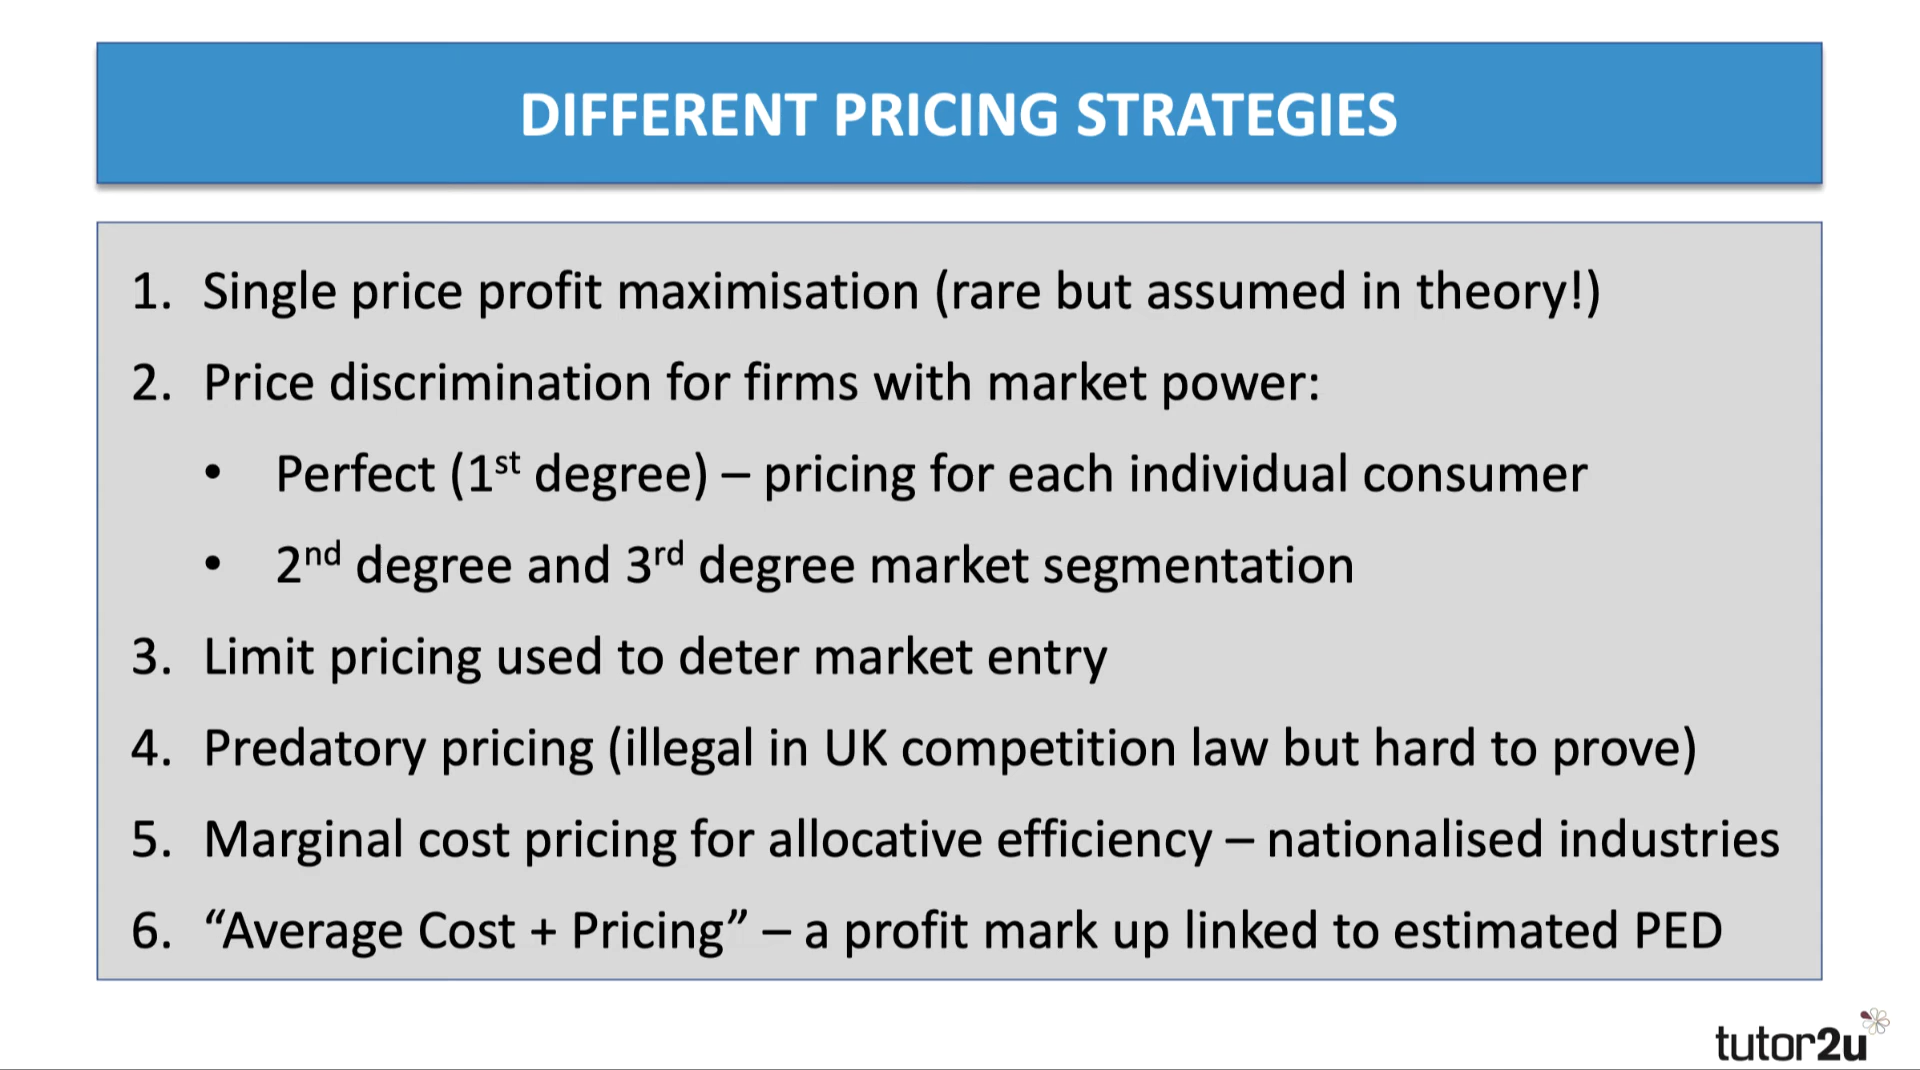 DIFFERENT PRICING STRATEGIES
1. Single price profit maximisation (rare but assumed in theory!)
2. Price discrimination for firms with market power:
• Perfect (1st degree) – pricing for each individual consumer
• 2nd degree and 3rd degree market segmentation
3. Limit pricing used to deter market entry
4. Predatory pricing (illegal in UK competition law but hard to prove)
5. Marginal cost pricing for allocative efficiency – nationalised industries
6. “Average Cost + Pricing” – a profit mark up linked to estimated PED
tutor2u